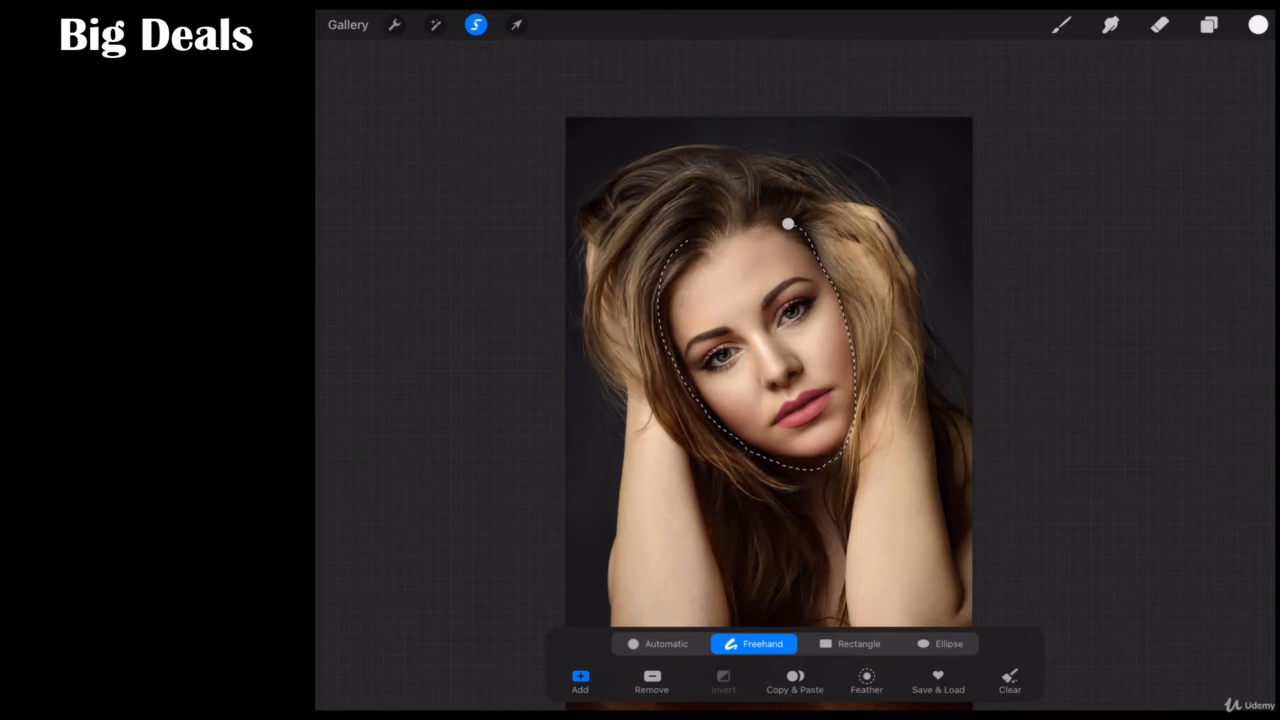 Big Deals
Gallery
Automatic Freehand Rectangle Ellipse
Add Remove Invert Copy & Paste Feather Save & Load Clear
Udemy